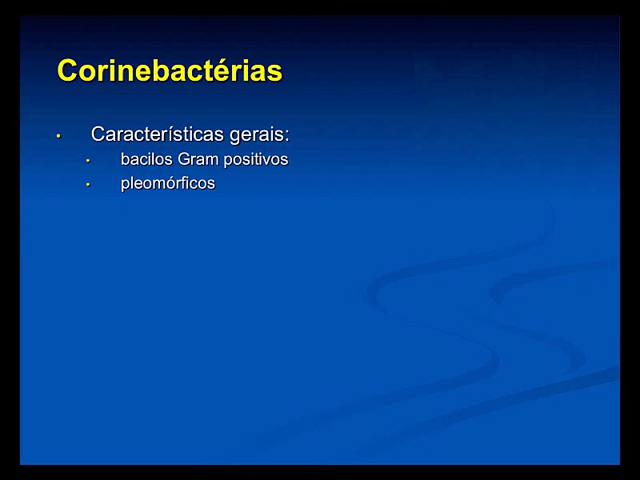 Corinebactérias
• Características gerais:
• bacilos Gram positivos
• pleomórficos